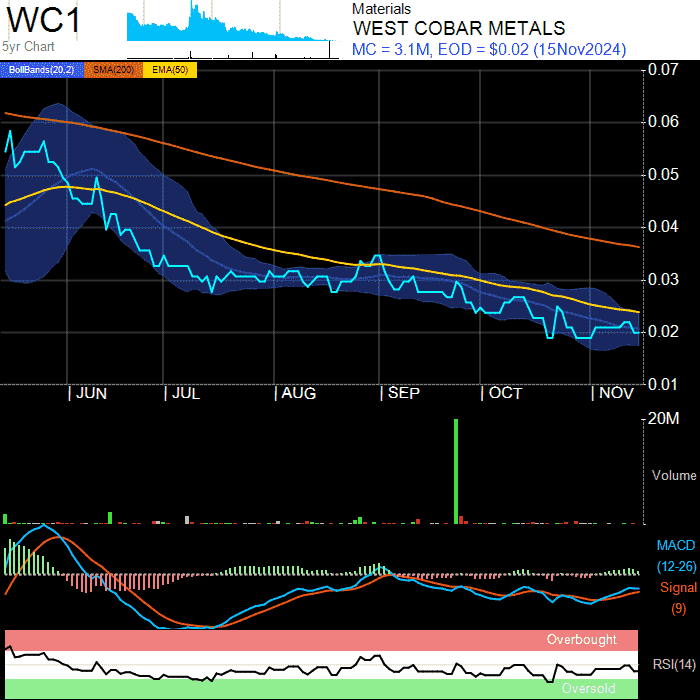 WC1
5yr Chart
Materials
WEST COBAR METALS
MC = 3.1M, EOD = $0.02 (15Nov2024)
BollBands(20,2) SMA(200) EMA(50)
0.07
0.06
0.05
0.04
0.03
0.02
0.01
JUN JUL AUG SEP OCT NOV
20M
Volume
MACD
(12-26)
Signal
(9)
Overbought
RSI(14)
Oversold